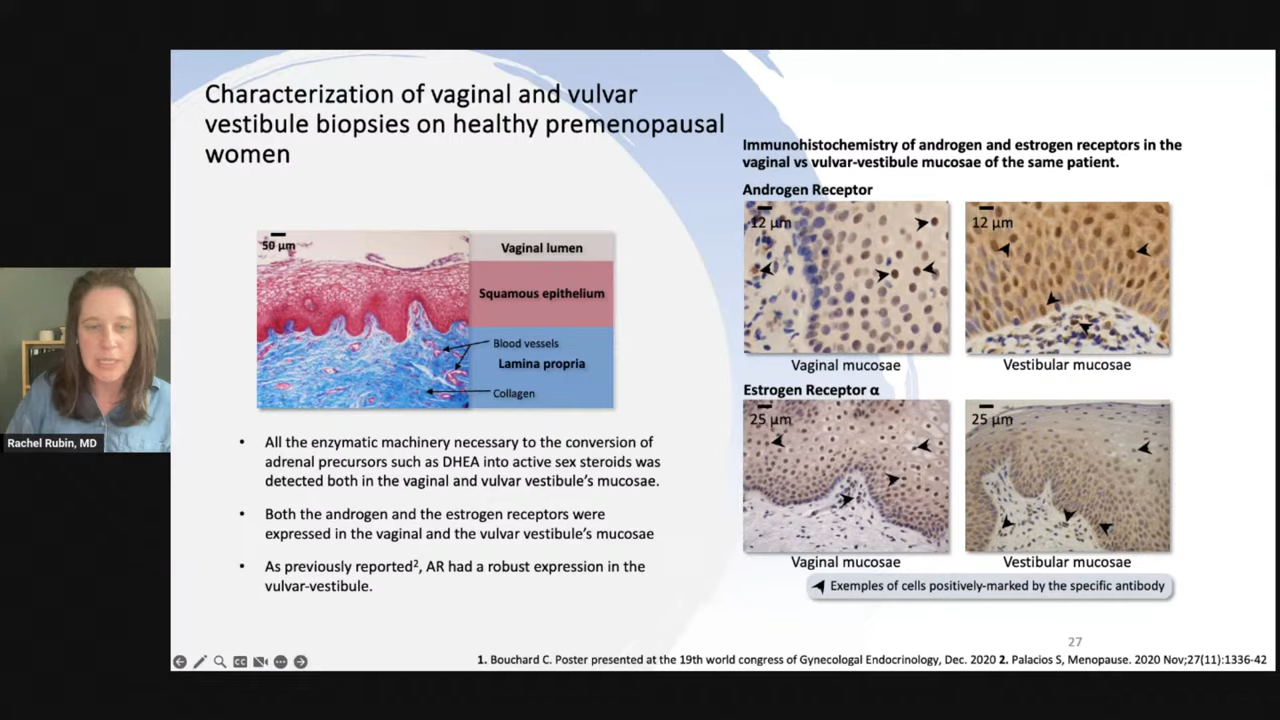 Characterization of vaginal and vulvar
vestibule biopsies on healthy premenopausal
women
50 µm
Vaginal lumen
Squamous epithelium
Blood vessels
Lamina propria
Collagen
• All the enzymatic machinery necessary to the conversion of
adrenal precursors such as DHEA into active sex steroids was
detected both in the vaginal and vulvar vestibule's mucosae.
• Both the androgen and the estrogen receptors were
expressed in the vaginal and the vulvar vestibule's mucosae
• As previously reported², AR had a robust expression in the
vulvar-vestibule.
Immunohistochemistry of androgen and estrogen receptors in the
vaginal vs vulvar-vestibule mucosae of the same patient.
Androgen Receptor
12 µm
12 µm
Vaginal mucosae
Vestibular mucosae
Estrogen Receptor α
25 µm
25 µm
Vaginal mucosae
Vestibular mucosae
Exemples of cells positively-marked by the specific antibody
27
1. Bouchard C. Poster presented at the 19th world congress of Gynecologal Endocrinology, Dec. 2020 2. Palacios S, Menopause. 2020 Nov;27(11):1336-42
CC
Rachel Rubin, MD